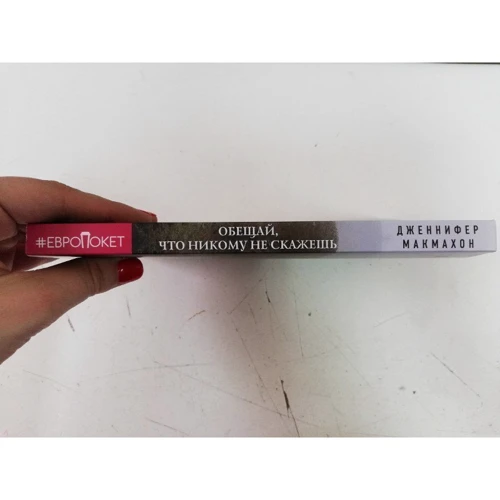 #ЕВРОПОКЕТ
ОБЕЩАЙ,
ЧТО НИКОМУ НЕ СКАЖЕШЬ
ДЖЕННИФЕР
МАКМАХОН